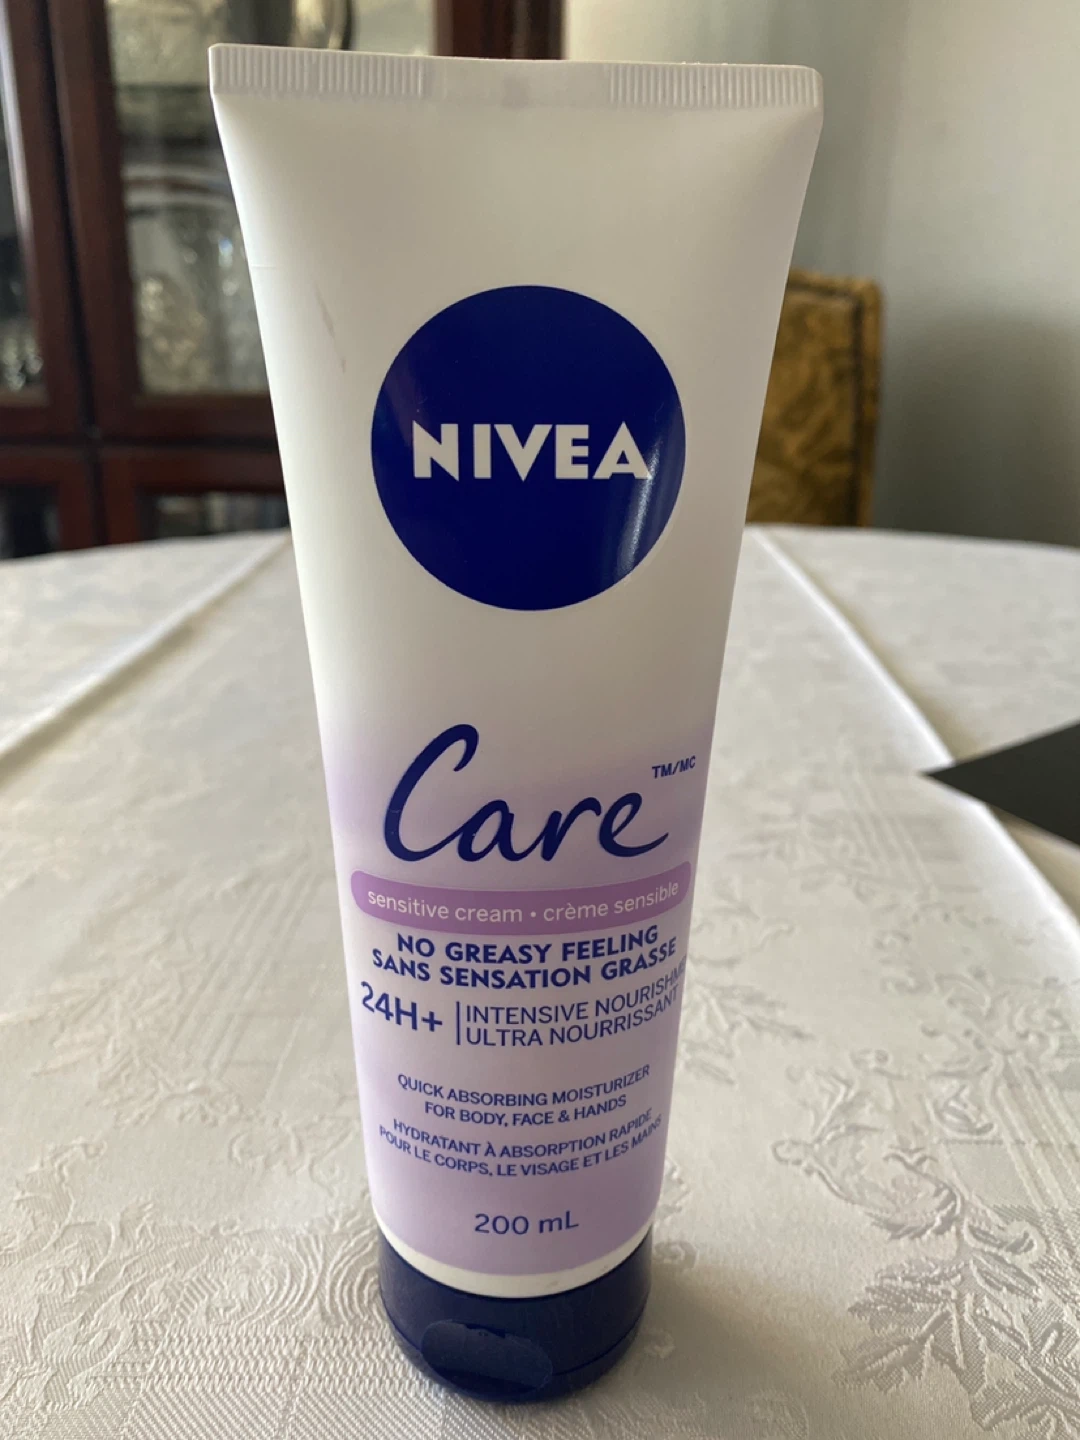 NIVEA
Care TM/MC
sensitive cream • crème sensible
NO GREASY FEELING
SANS SENSATION GRASSE
24H+ INTENSIVE
ULTRA NOURRISSANT
QUICK ABSORBING MOISTURIZER
FOR BODY, FACE & HANDS
HYDRATANT À ABSORPTION RAPIDE
POUR LE CORPS, LE VISAGE ET LES MAINS
200 mL